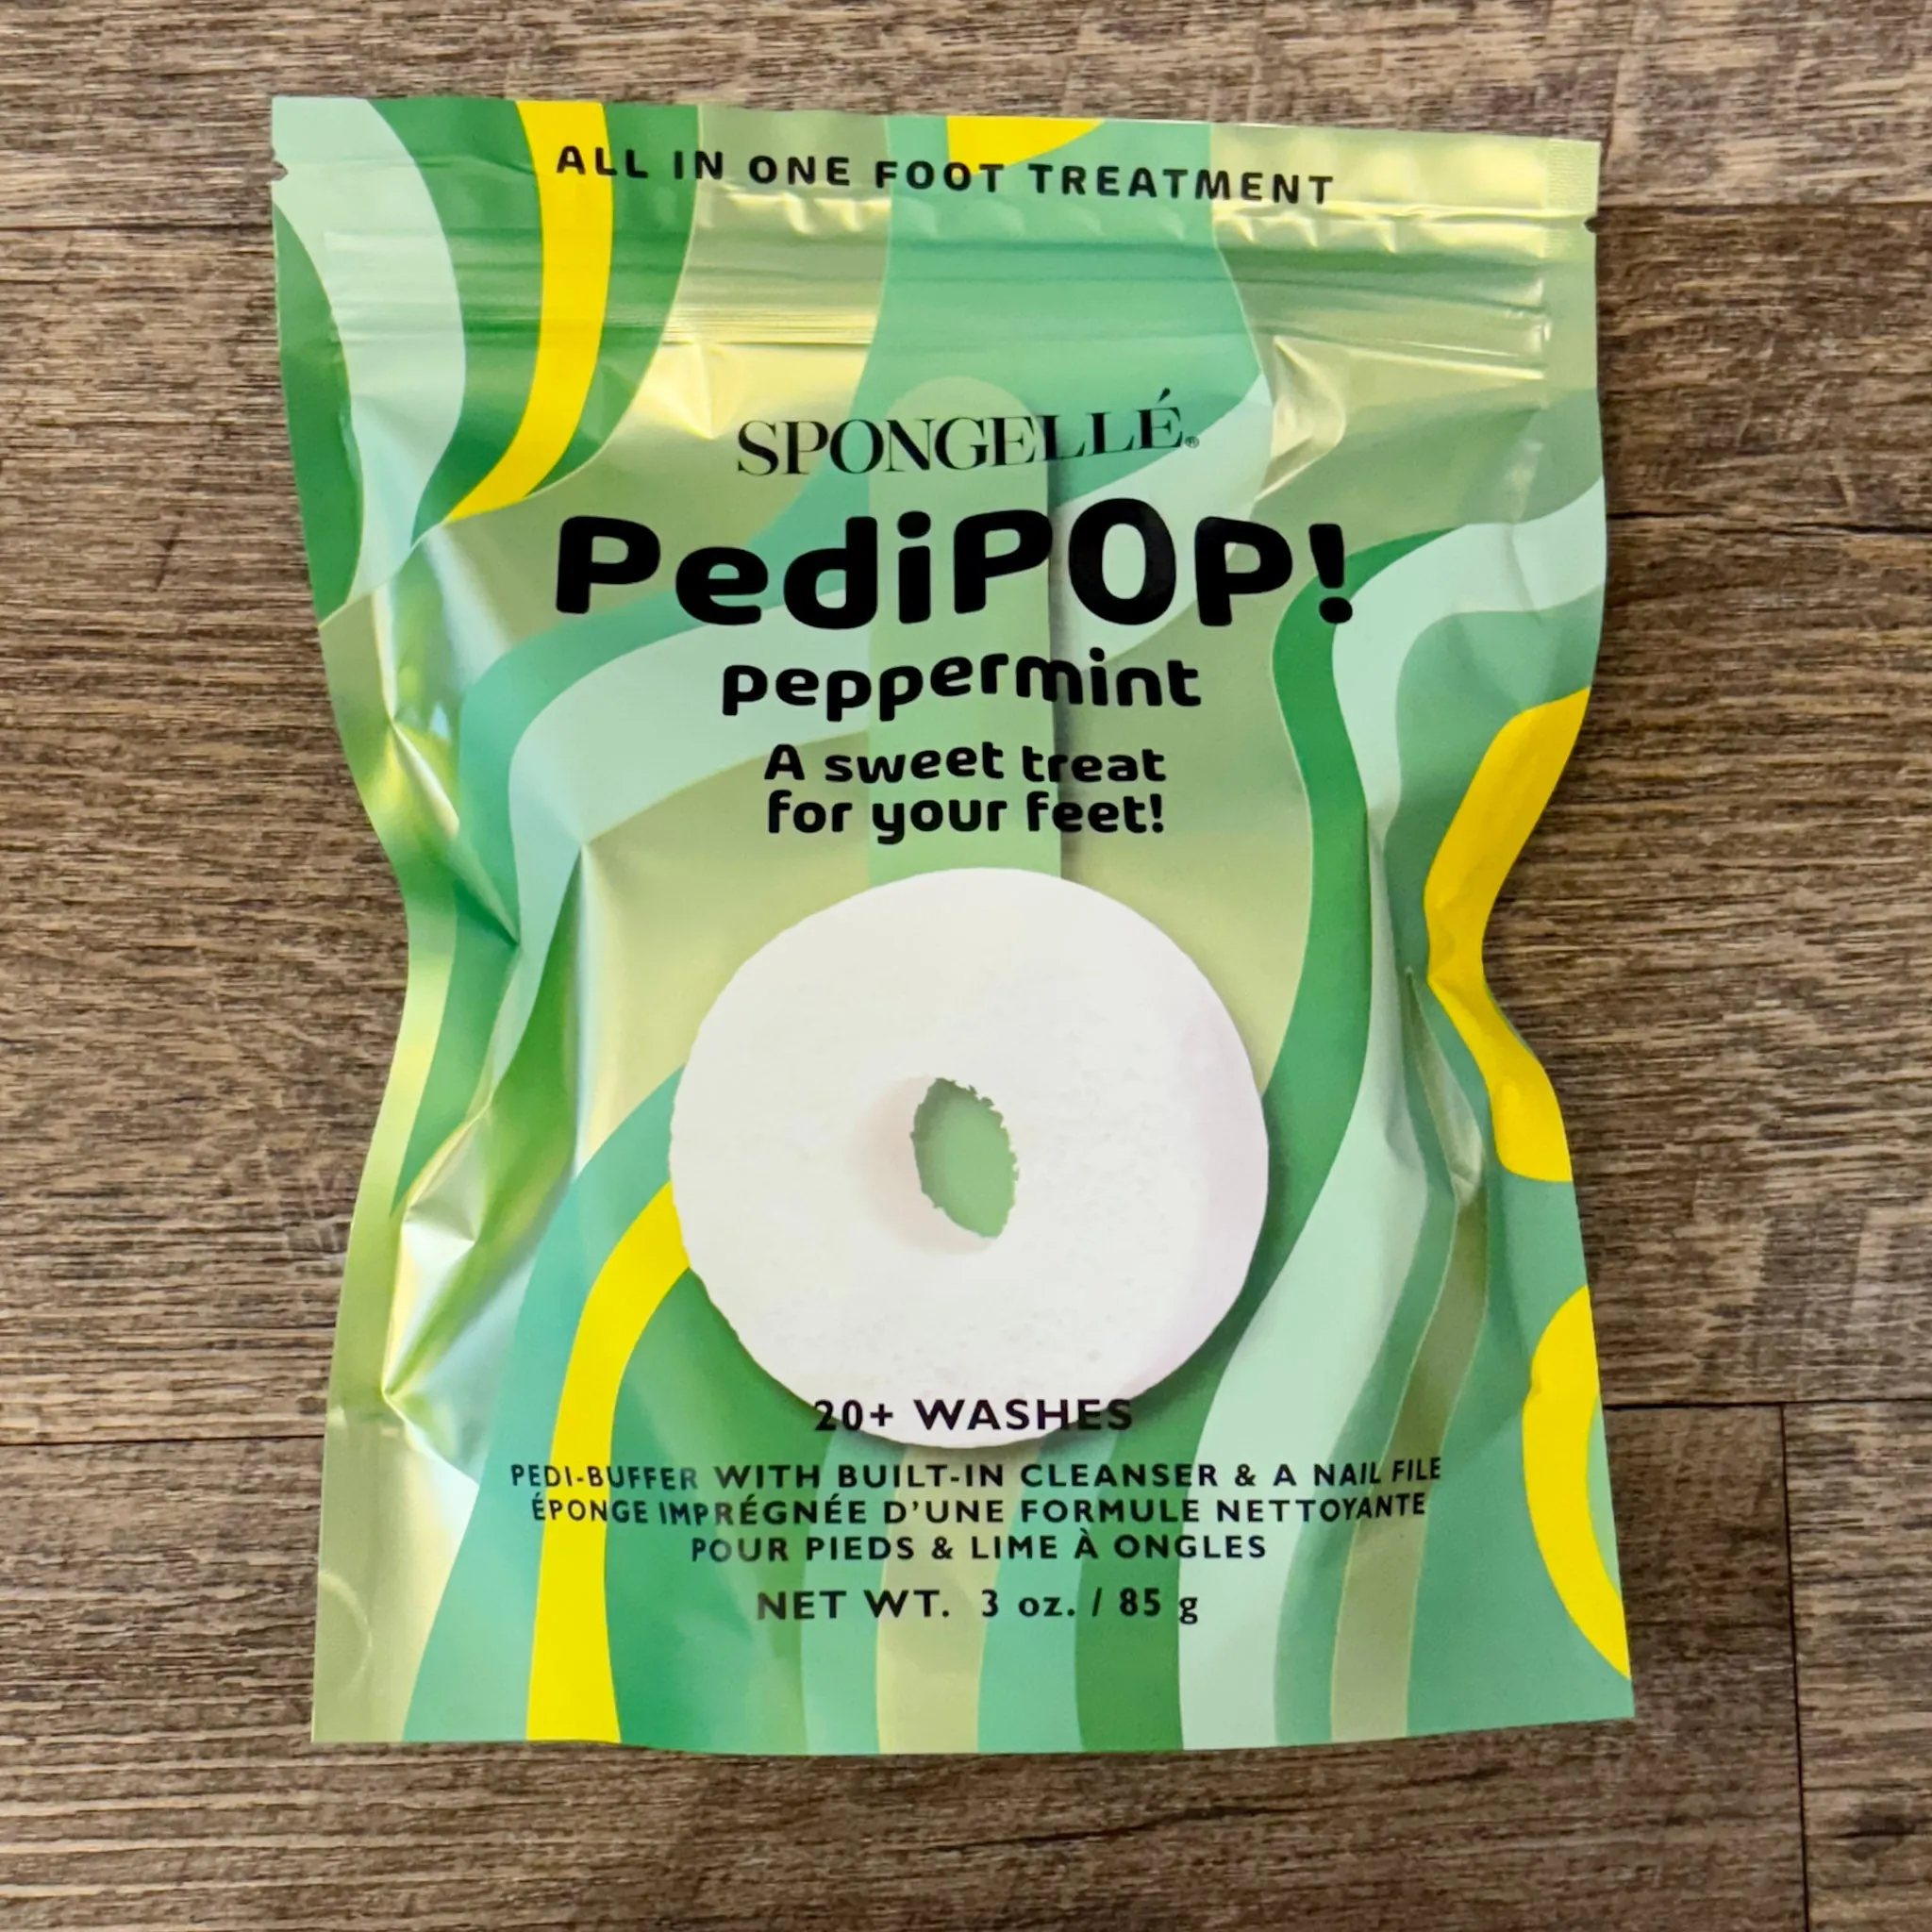 ALL IN ONE FOOT TREATMENT
SPONGELLÉ®
PediPOP!
peppermint
A sweet treat
for your feet!
20+ WASHES
PEDI-BUFFER WITH BUILT-IN CLEANSER & A NAIL FILE
ÉPONGE IMPRÉGNÉE D'UNE FORMULE NETTOYANTE
POUR PIEDS & LIME À ONGLES
NET WT. 3 oz. / 85 g